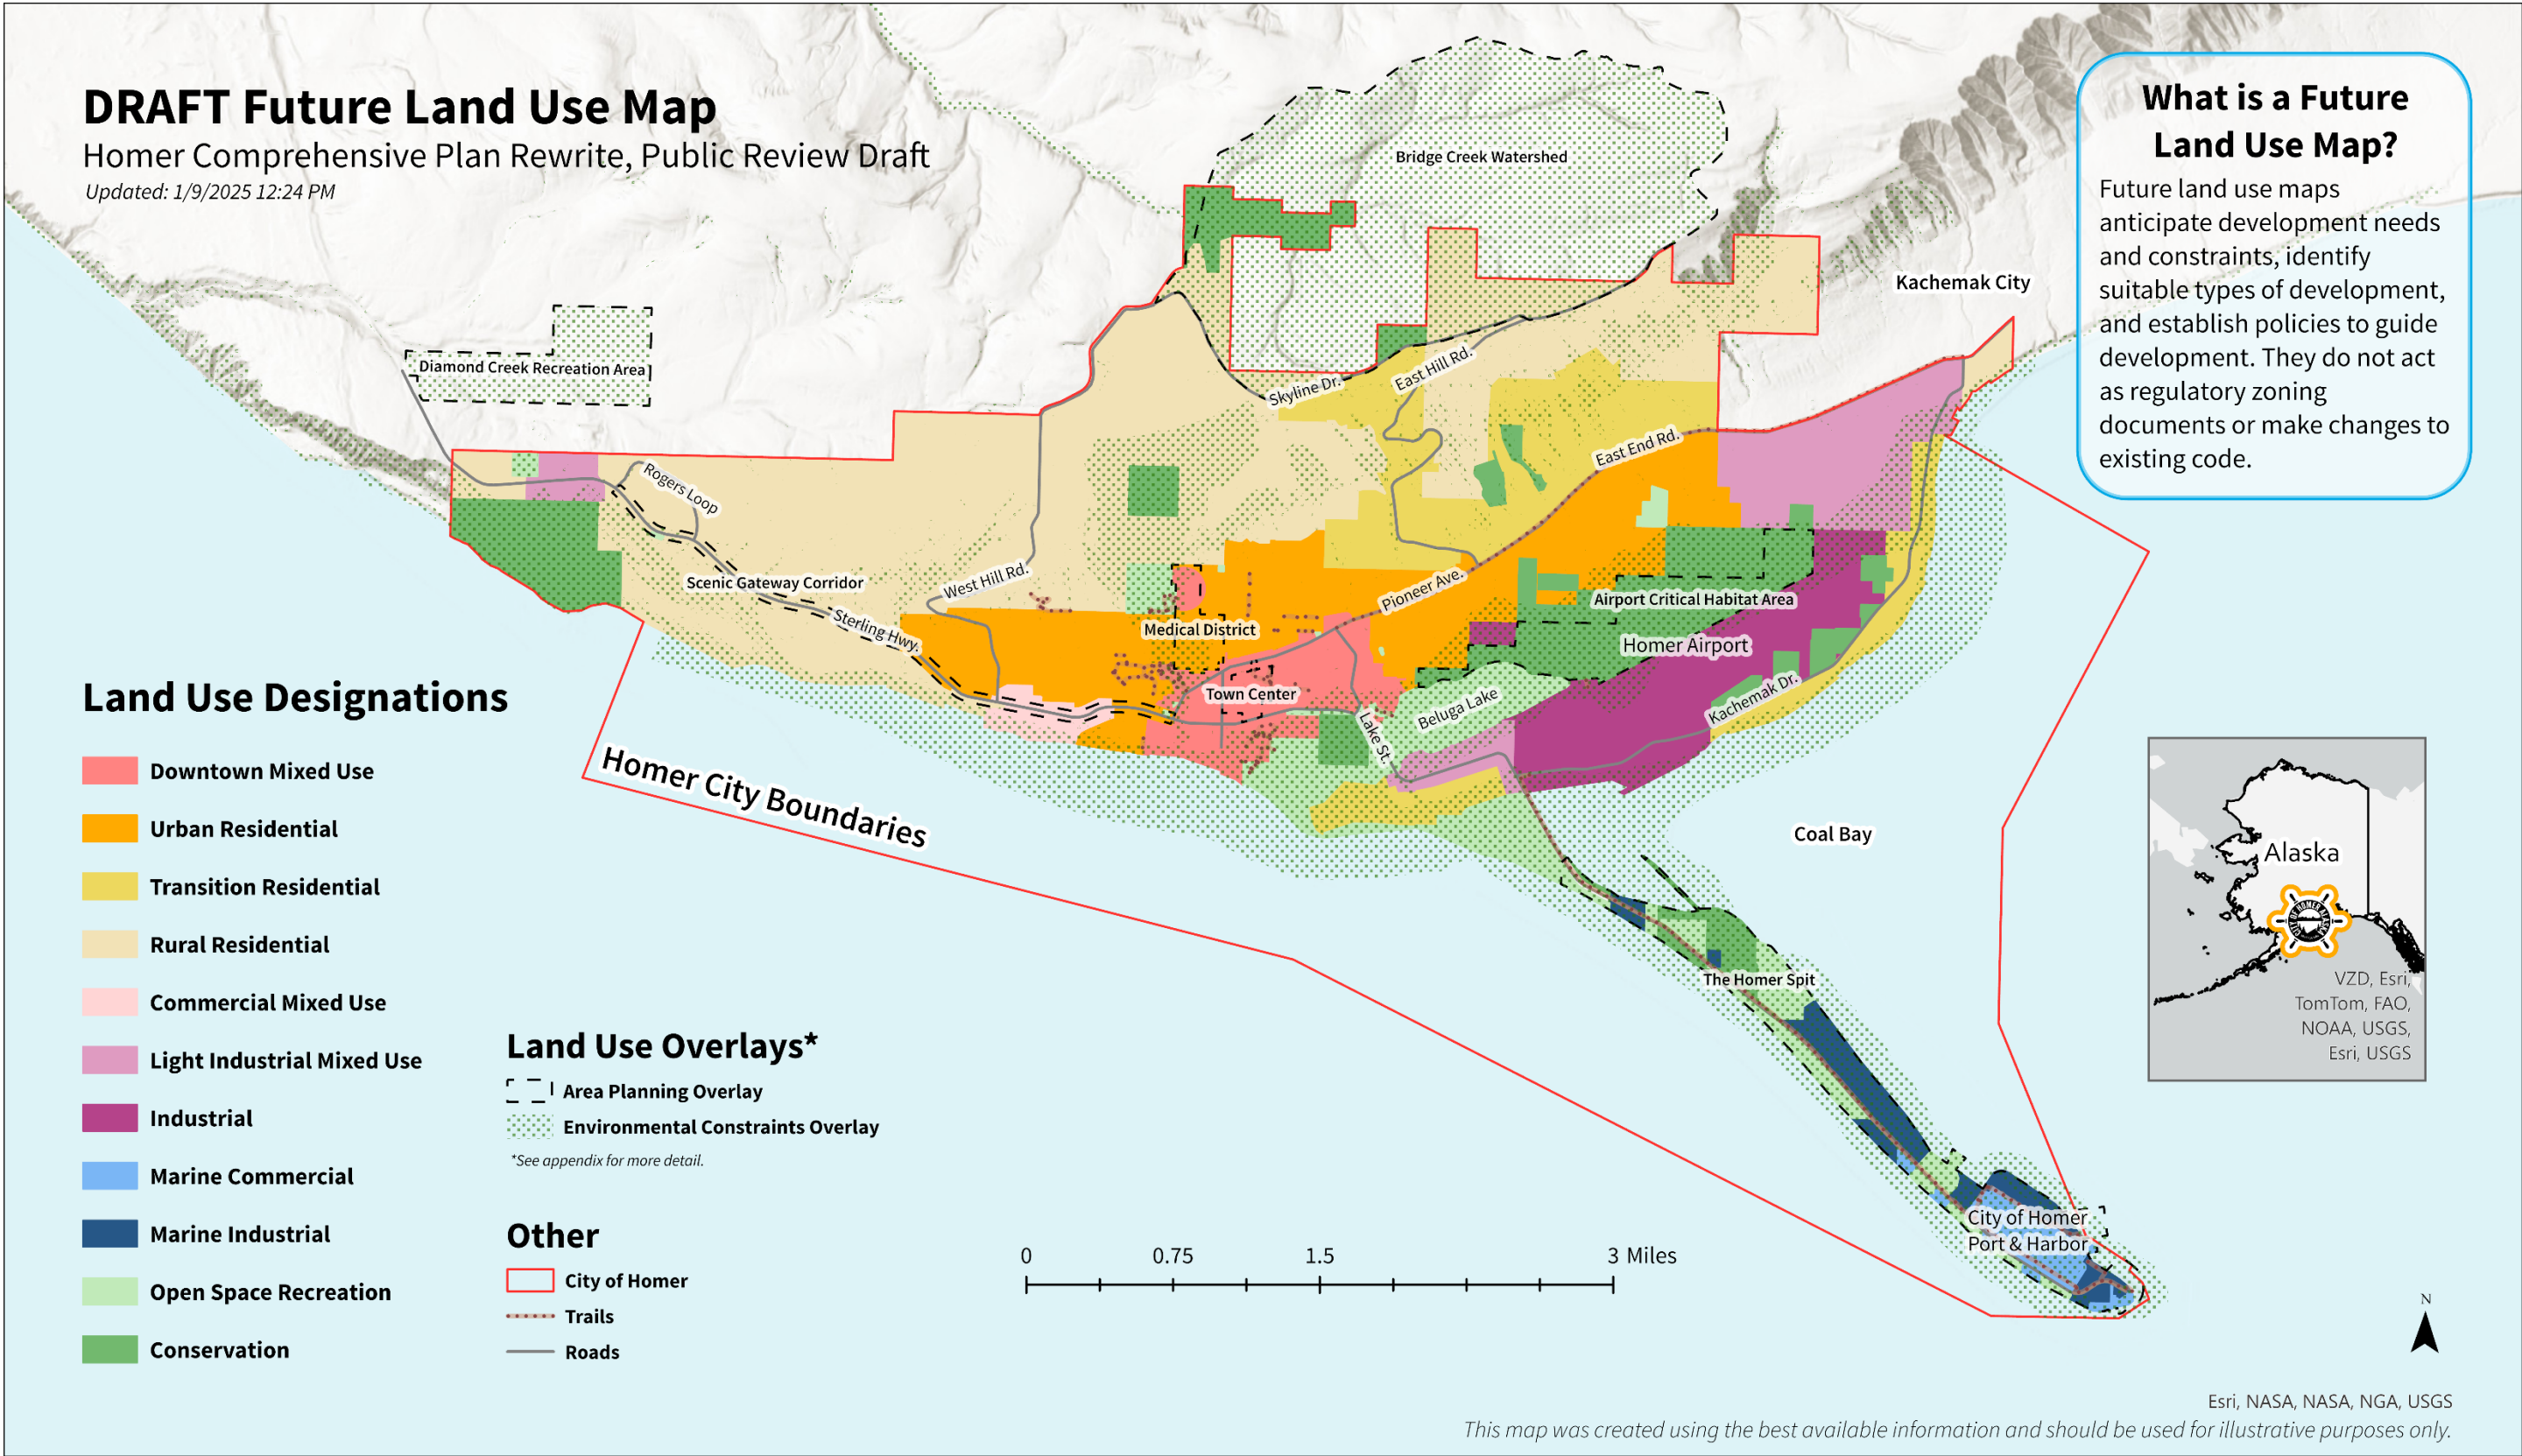 DRAFT Future Land Use Map
Homer Comprehensive Plan Rewrite, Public Review Draft
Updated: 1/9/2025 12:24 PM
What is a Future
Land Use Map?
Future land use maps
anticipate development needs
and constraints, identify
suitable types of development,
and establish policies to guide
development. They do not act
as regulatory zoning
documents or make changes to
existing code.
Bridge Creek Watershed
Kachemak City
Diamond Creek Recreation Area
Skyline Dr.
East Hill Rd.
East End Rd.
Rogers Loop
Scenic Gateway Corridor
West Hill Rd.
Sterling Hwy.
Medical District
Pioneer Ave.
Airport Critical Habitat Area
Homer Airport
Town Center
Beluga Lake
Lake St.
Kachemak Dr.
Homer City Boundaries
Coal Bay
The Homer Spit
City of Homer
Port & Harbor
Land Use Designations
Downtown Mixed Use
Urban Residential
Transition Residential
Rural Residential
Commercial Mixed Use
Light Industrial Mixed Use
Industrial
Marine Commercial
Marine Industrial
Open Space Recreation
Conservation
Land Use Overlays*
Area Planning Overlay
Environmental Constraints Overlay
*See appendix for more detail.
Other
City of Homer
Trails
Roads
0 0.75 1.5 3 Miles
Alaska
VZD, Esri,
TomTom, FAO,
NOAA, USGS,
Esri, USGS
N
Esri, NASA, NASA, NGA, USGS
This map was created using the best available information and should be used for illustrative purposes only.